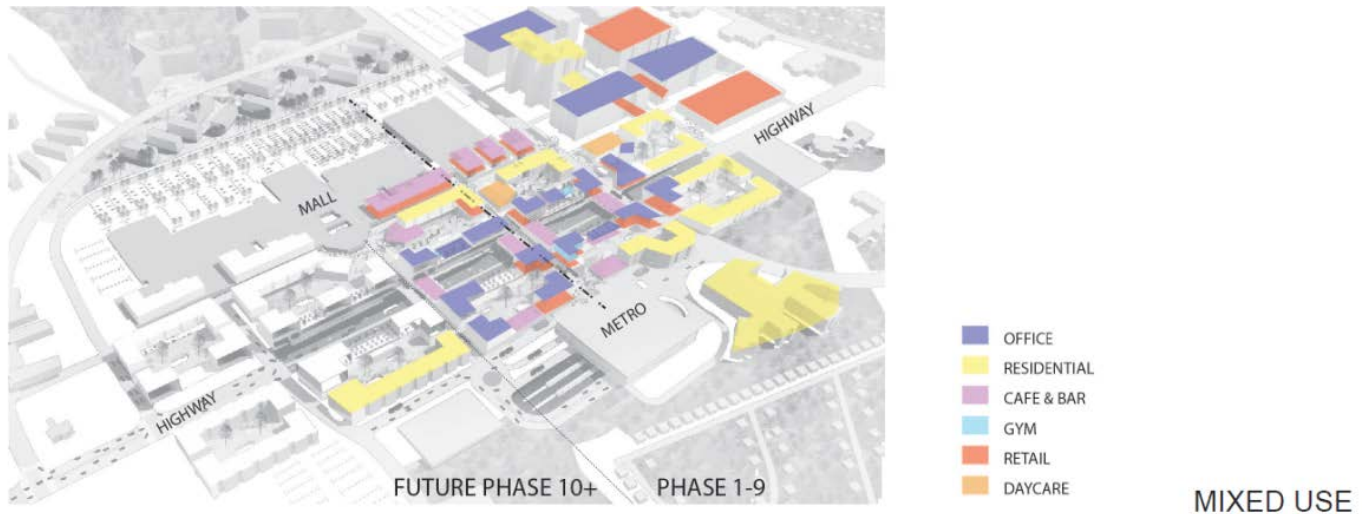 HIGHWAY
MALL
METRO
HIGHWAY
FUTURE PHASE 10+
PHASE 1-9
OFFICE
RESIDENTIAL
CAFE & BAR
GYM
RETAIL
DAYCARE
MIXED USE